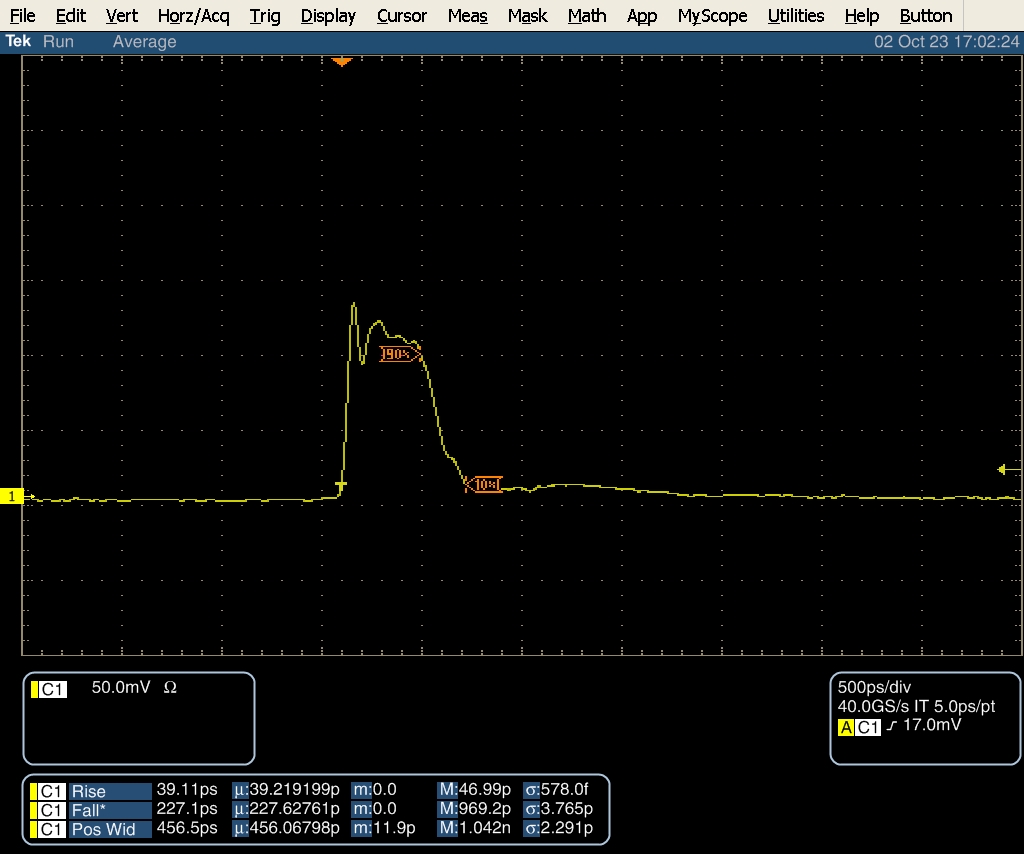 File Edit Vert Horz/Acq Trig Display Cursor Meas Mask Math App MyScope Utilities Help Button
Tek Run Average 02 Oct 23 17:02:24
90%
10%
1
C1 50.0mV Ω
500ps/div
40.0GS/s IT 5.0ps/pt
A C1 17.0mV
C1 Rise 39.11ps μ:39.219199p m:0.0 M:46.99p σ:578.0f
C1 Fall* 227.1ps μ:227.62761p m:0.0 M:969.2p σ:3.765p
C1 Pos Wid 456.5ps μ:456.06798p m:11.9p M:1.042n σ:2.291p